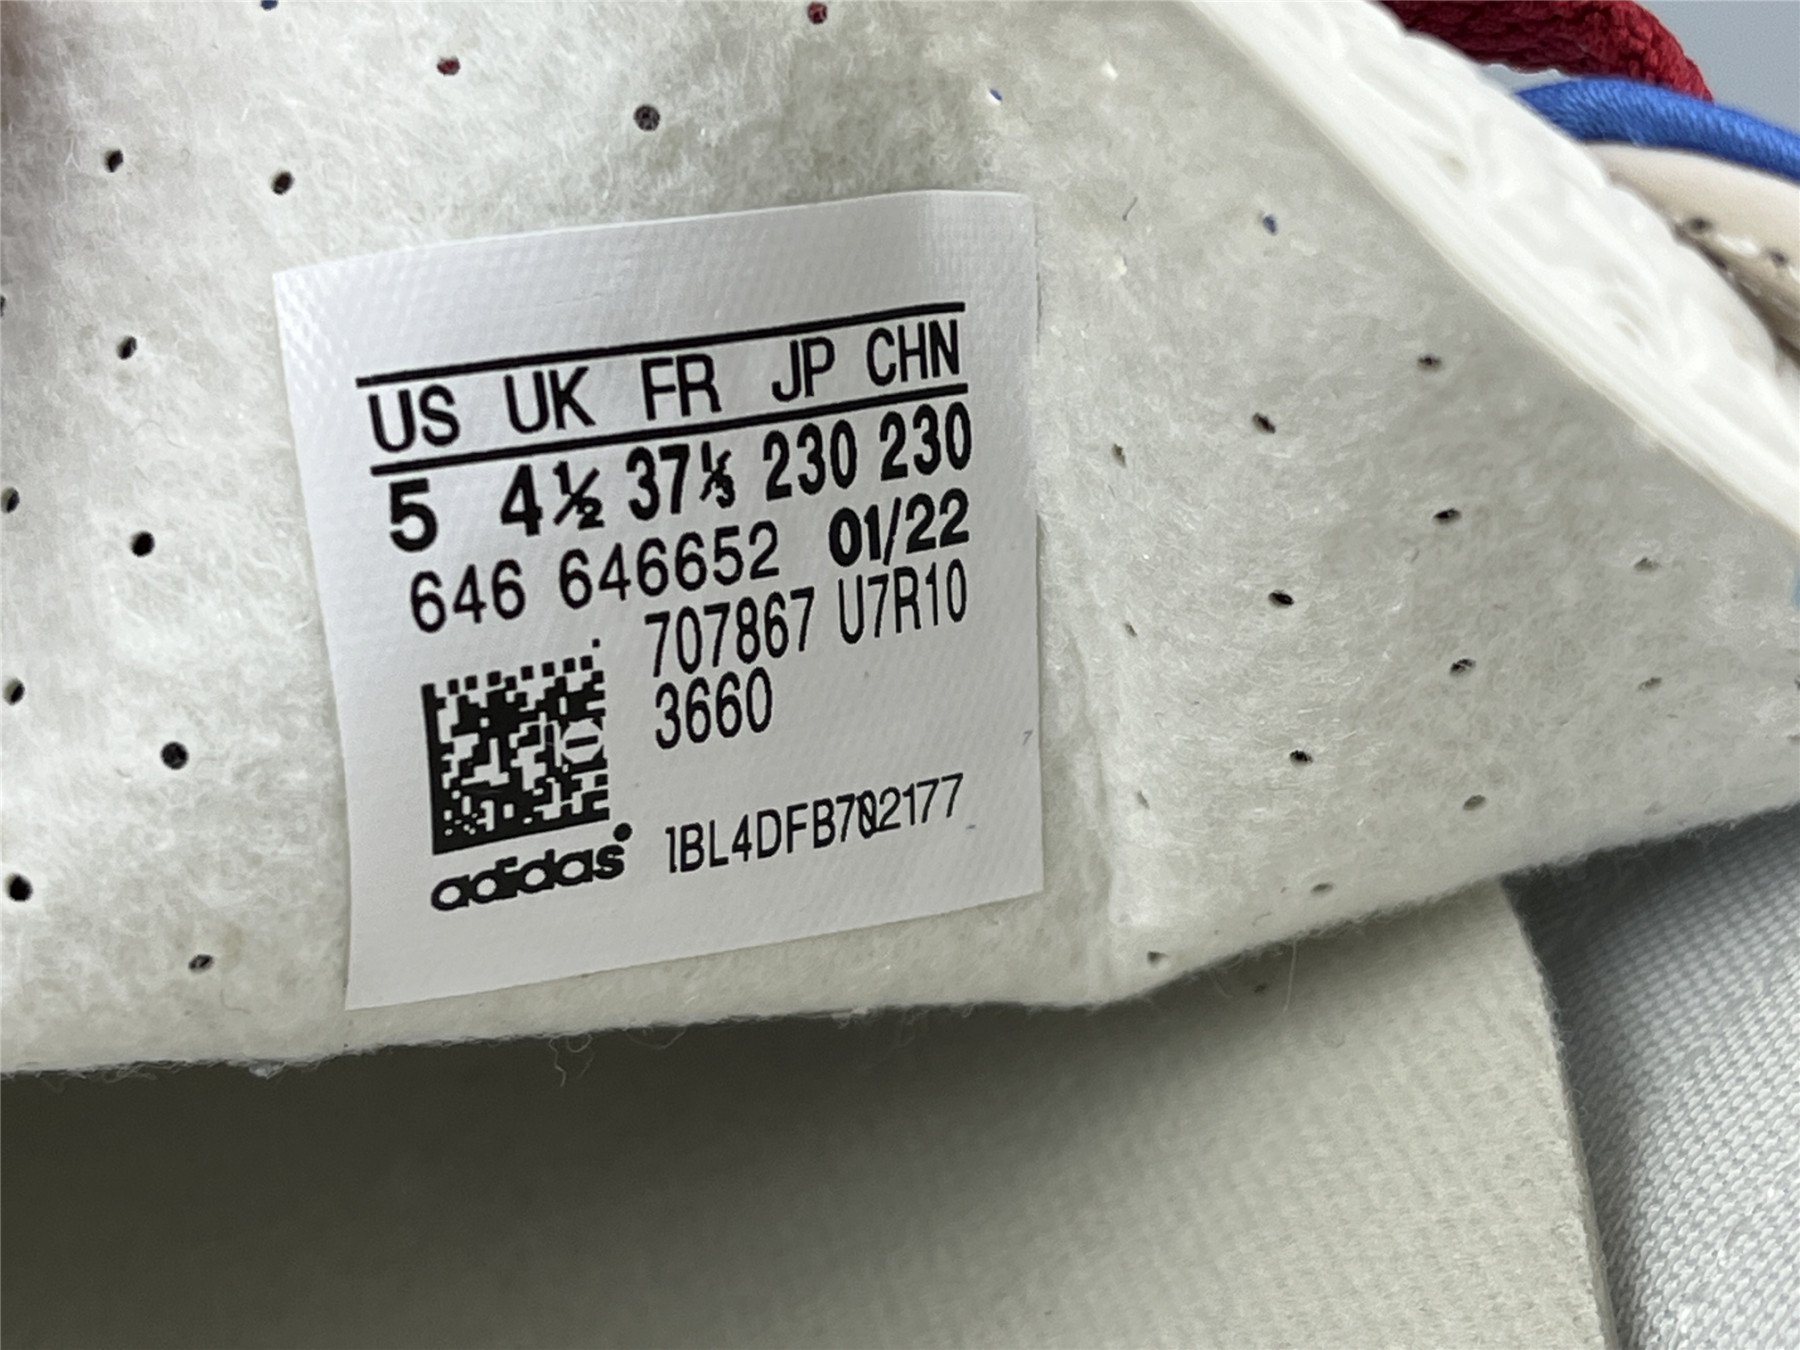 US UK FR JP CHN
5 4½ 37⅓ 230 230
646 646652 01/22
707867 U7R10
3660
adidas 1BL4DFB702177